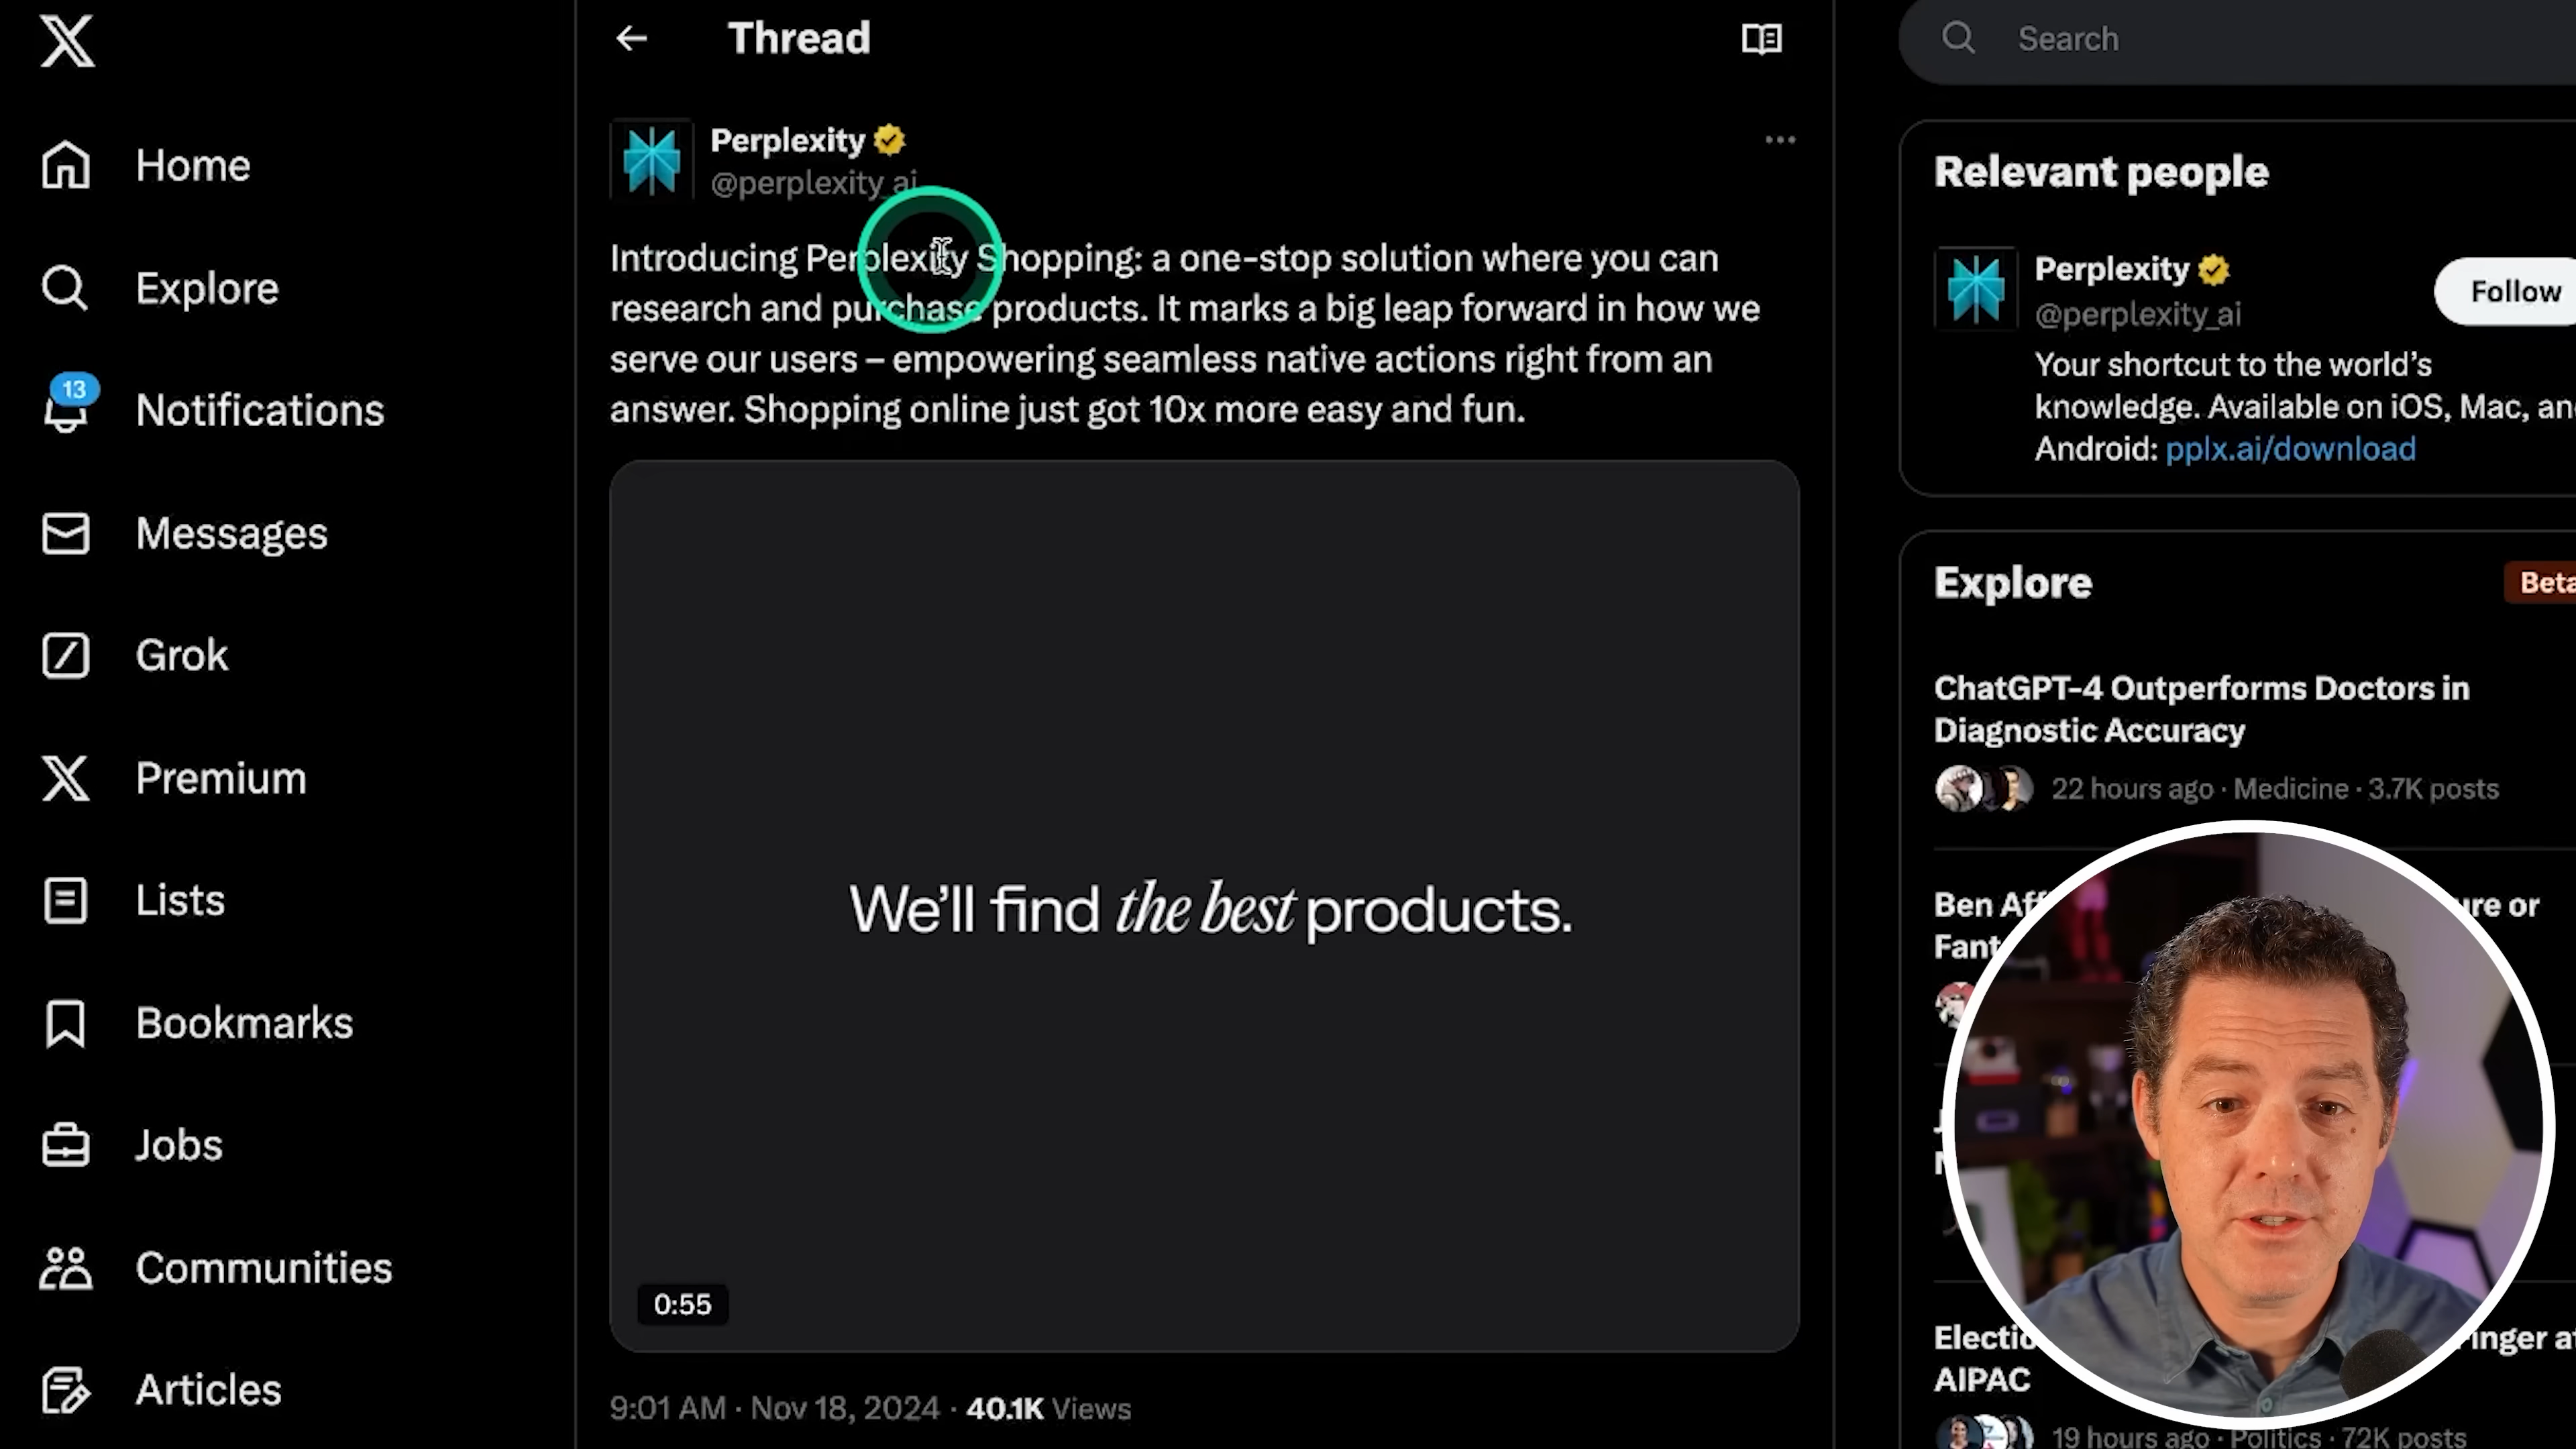 Home
Explore
13
Notifications
Messages
Grok
Premium
Lists
Bookmarks
Jobs
Communities
Articles
Thread
Perplexity
@perplexity_ai
Introducing Perplexity Shopping: a one-stop solution where you can
research and purchase products. It marks a big leap forward in how we
serve our users – empowering seamless native actions right from an
answer. Shopping online just got 10x more easy and fun.
We'll find the best products.
0:55
9:01 AM · Nov 18, 2024 · 40.1K Views
Search
Relevant people
Perplexity
@perplexity_ai
Follow
Your shortcut to the world's
knowledge. Available on iOS, Mac,
Android: pplx.ai/download
Explore
Beta
ChatGPT-4 Outperforms Doctors in
Diagnostic Accuracy
22 hours ago · Medicine · 3.7K posts
Ben or
AIPAC
19 hours ago · Politics · 72K posts